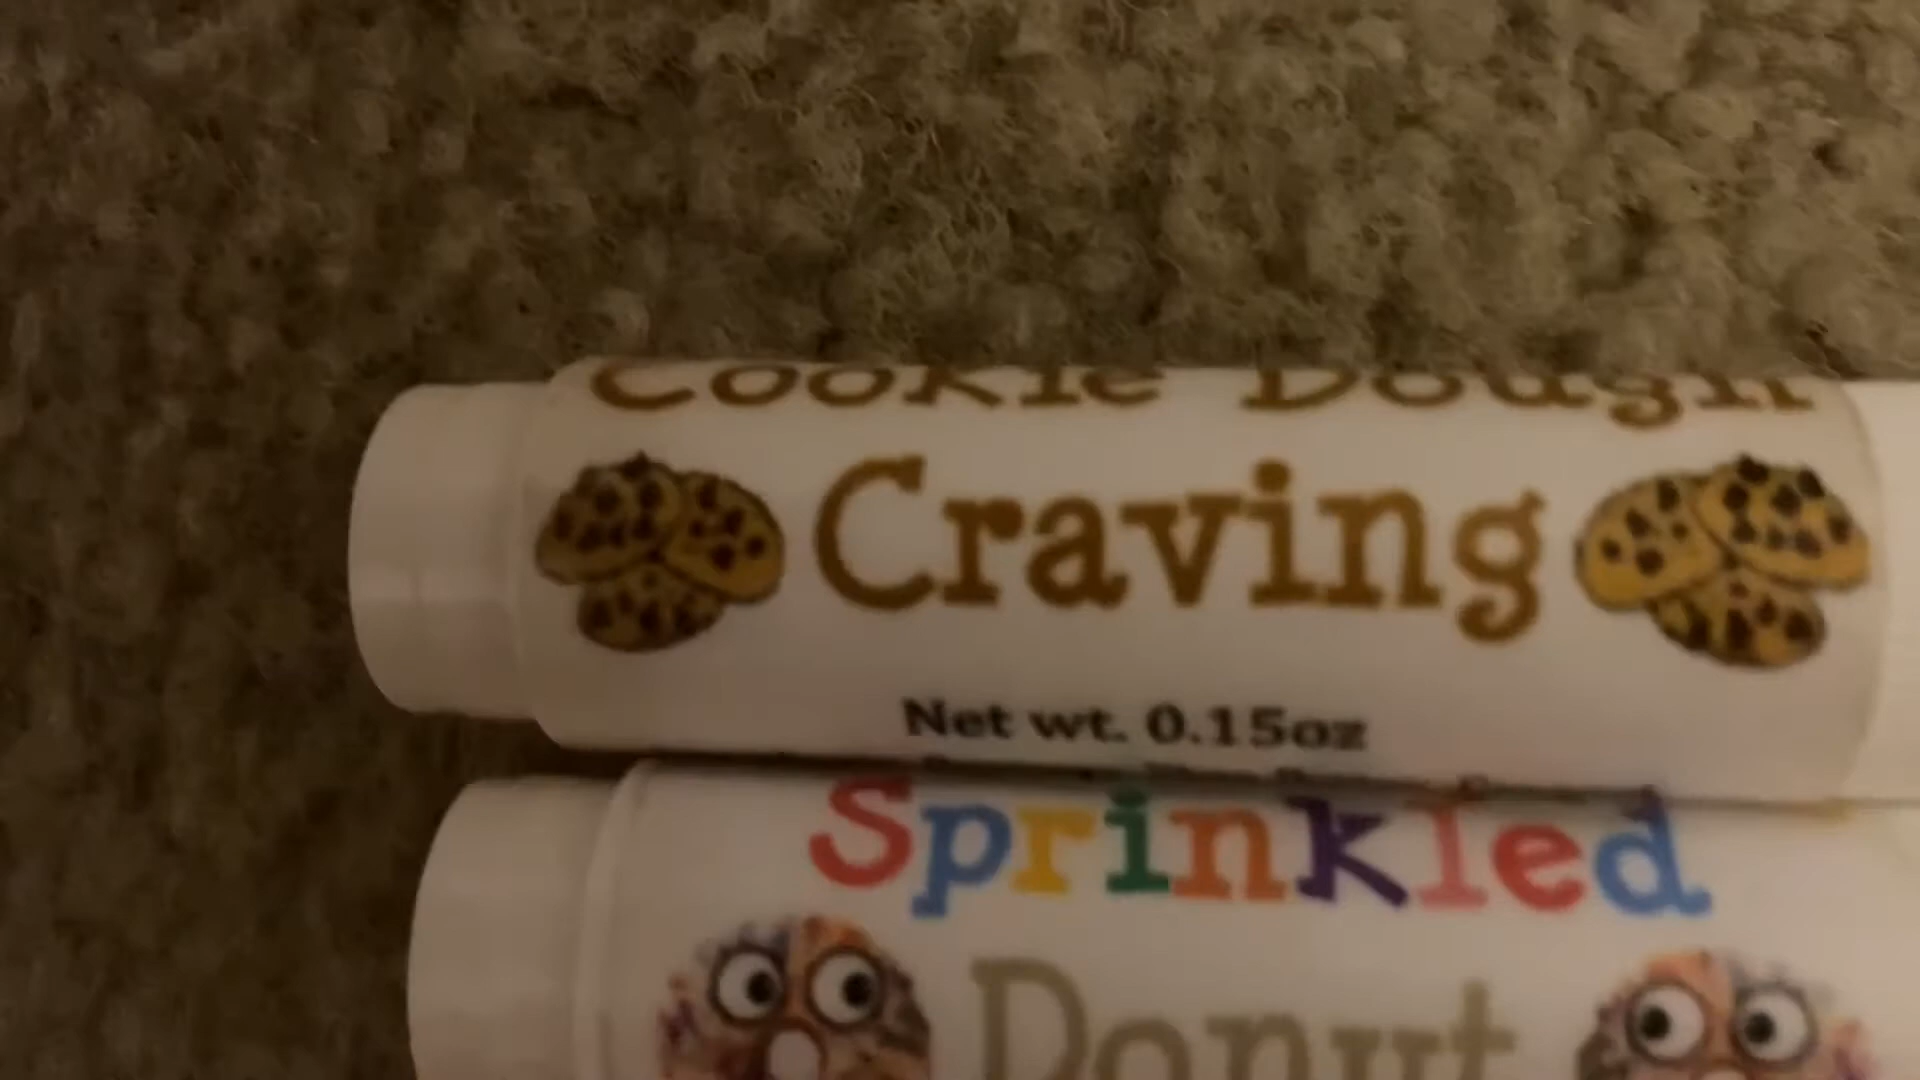 Cookie Dough
Craving
Net wt. 0.15oz
Sprinkled
Donut